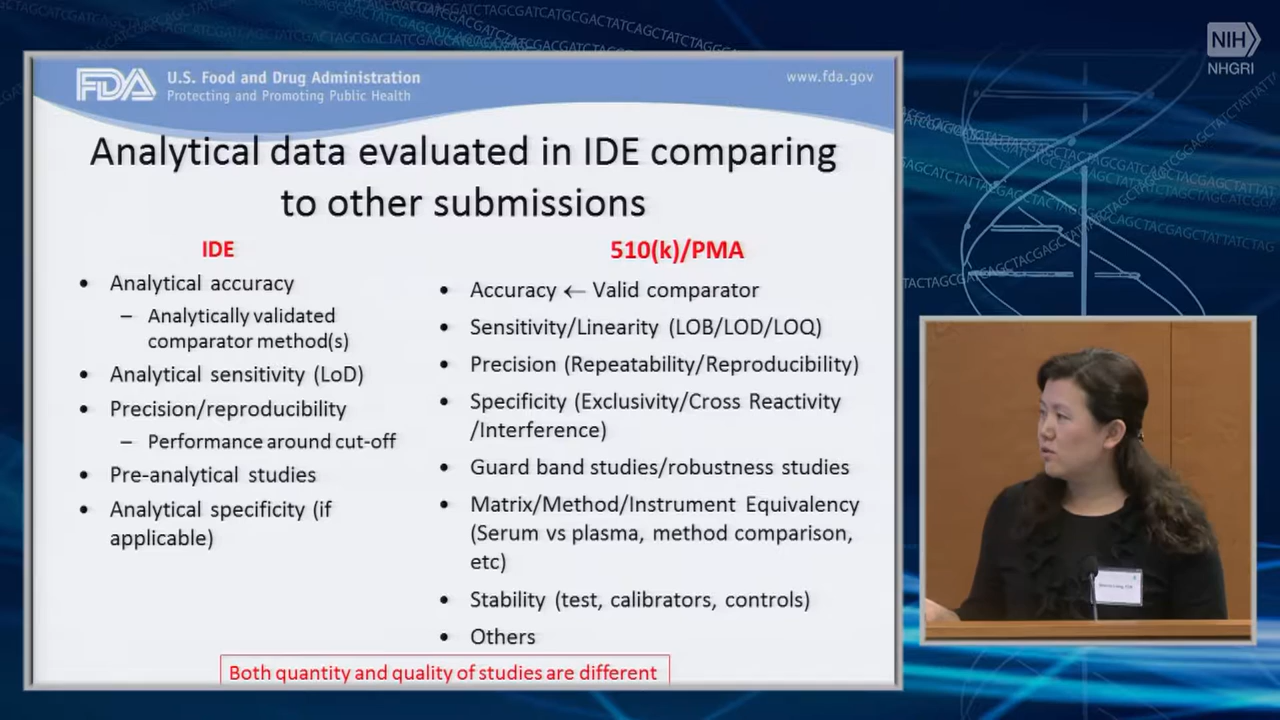 NIH
NHGRI
FDA
U.S. Food and Drug Administration
Protecting and Promoting Public Health
www.fda.gov
Analytical data evaluated in IDE comparing
to other submissions
IDE
• Analytical accuracy
– Analytically validated
comparator method(s)
• Analytical sensitivity (LoD)
• Precision/reproducibility
– Performance around cut-off
• Pre-analytical studies
• Analytical specificity (if
applicable)
510(k)/PMA
• Accuracy ← Valid comparator
• Sensitivity/Linearity (LOB/LOD/LOQ)
• Precision (Repeatability/Reproducibility)
• Specificity (Exclusivity/Cross Reactivity
/Interference)
• Guard band studies/robustness studies
• Matrix/Method/Instrument Equivalency
(Serum vs plasma, method comparison,
etc)
• Stability (test, calibrators, controls)
• Others
Both quantity and quality of studies are different